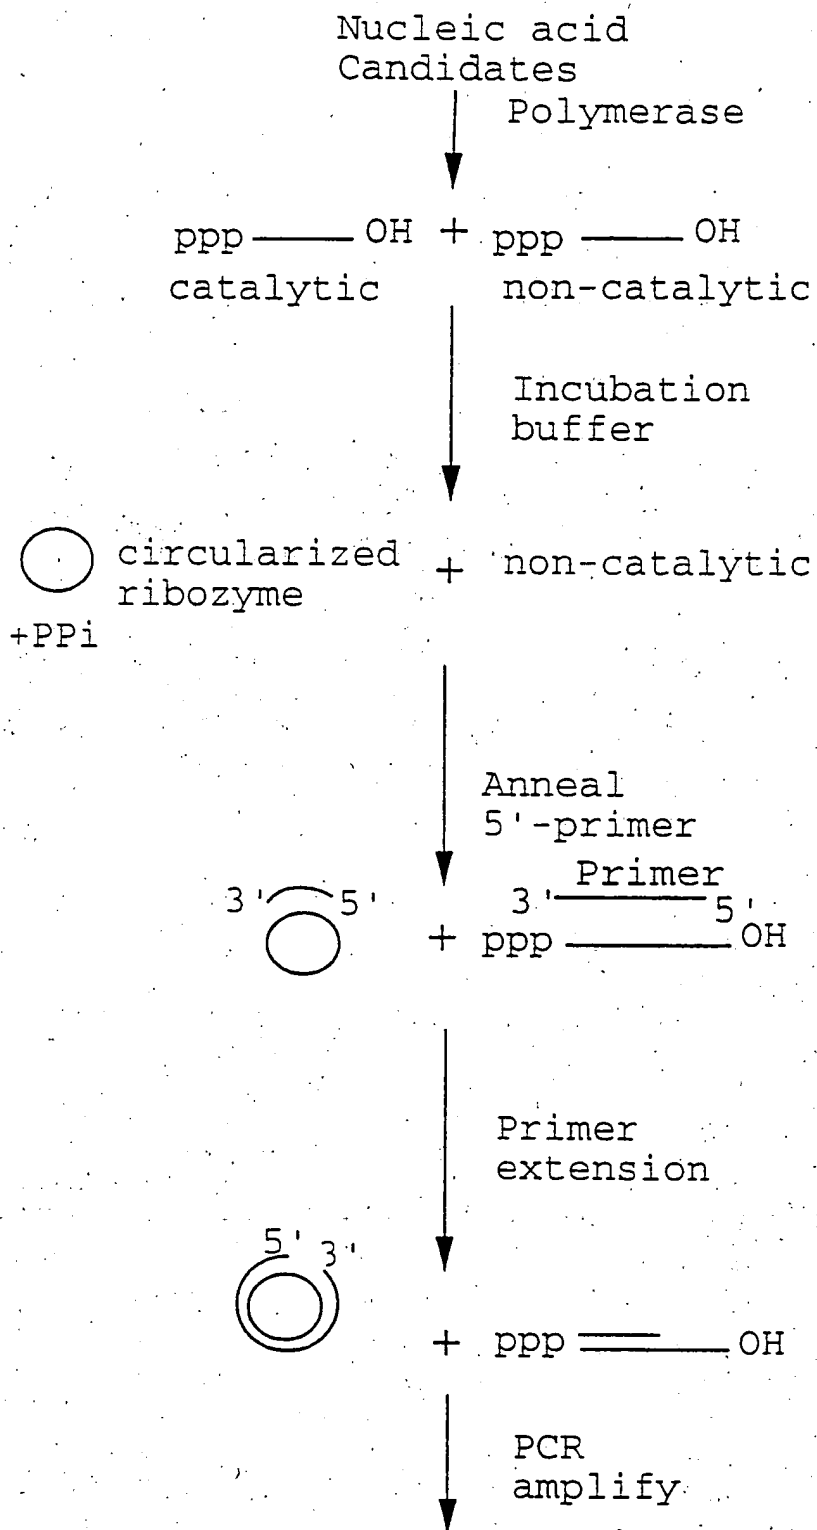 Nucleic acid
Candidates
Polymerase
ppp OH + ppp OH
catalytic non-catalytic
Incubation
buffer
circularized + non-catalytic
ribozyme
+PPi
Anneal
5'-primer
Primer
3' 5' 3' 5'
+ ppp OH
Primer
extension
5' 3'
+ ppp OH
PCR
amplify